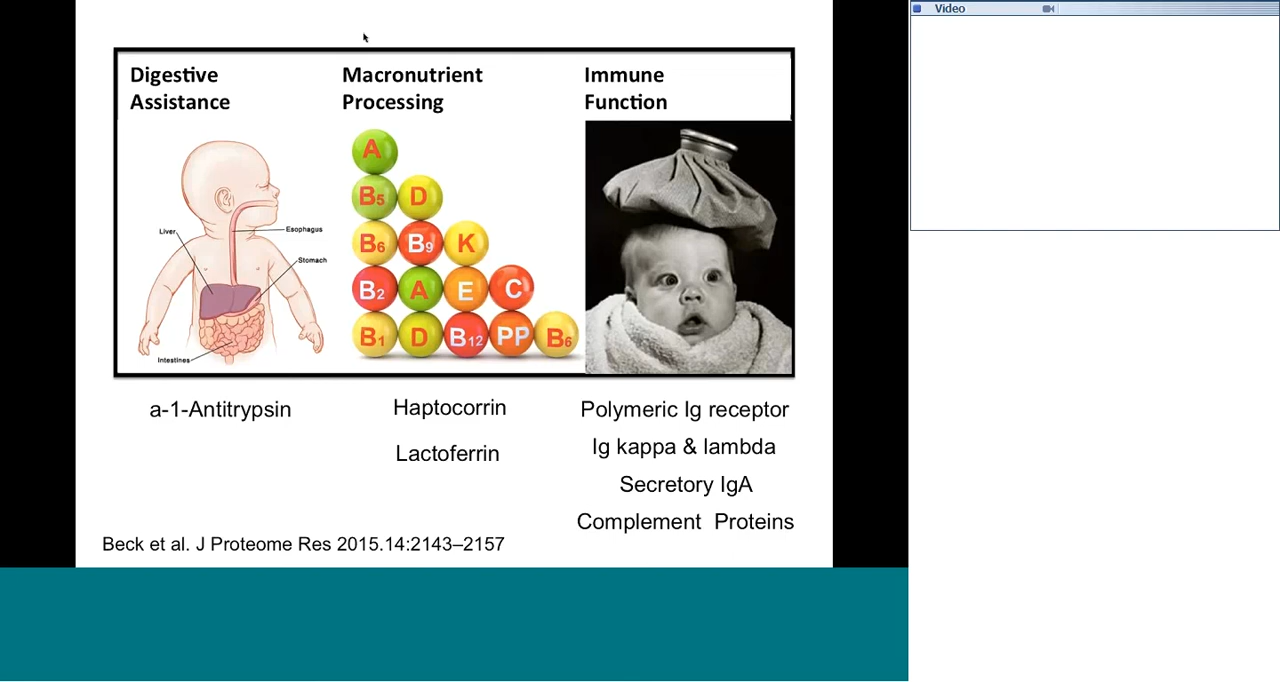 Video
Digestive
Assistance
Macronutrient
Processing
Immune
Function
Liver
Esophagus
Stomach
Intestines
A
B5 D
B6 B9 K
B2 A E C
B1 D B12 PP B6
a-1-Antitrypsin
Haptocorrin
Lactoferrin
Polymeric Ig receptor
Ig kappa & lambda
Secretory IgA
Complement Proteins
Beck et al. J Proteome Res 2015.14:2143–2157